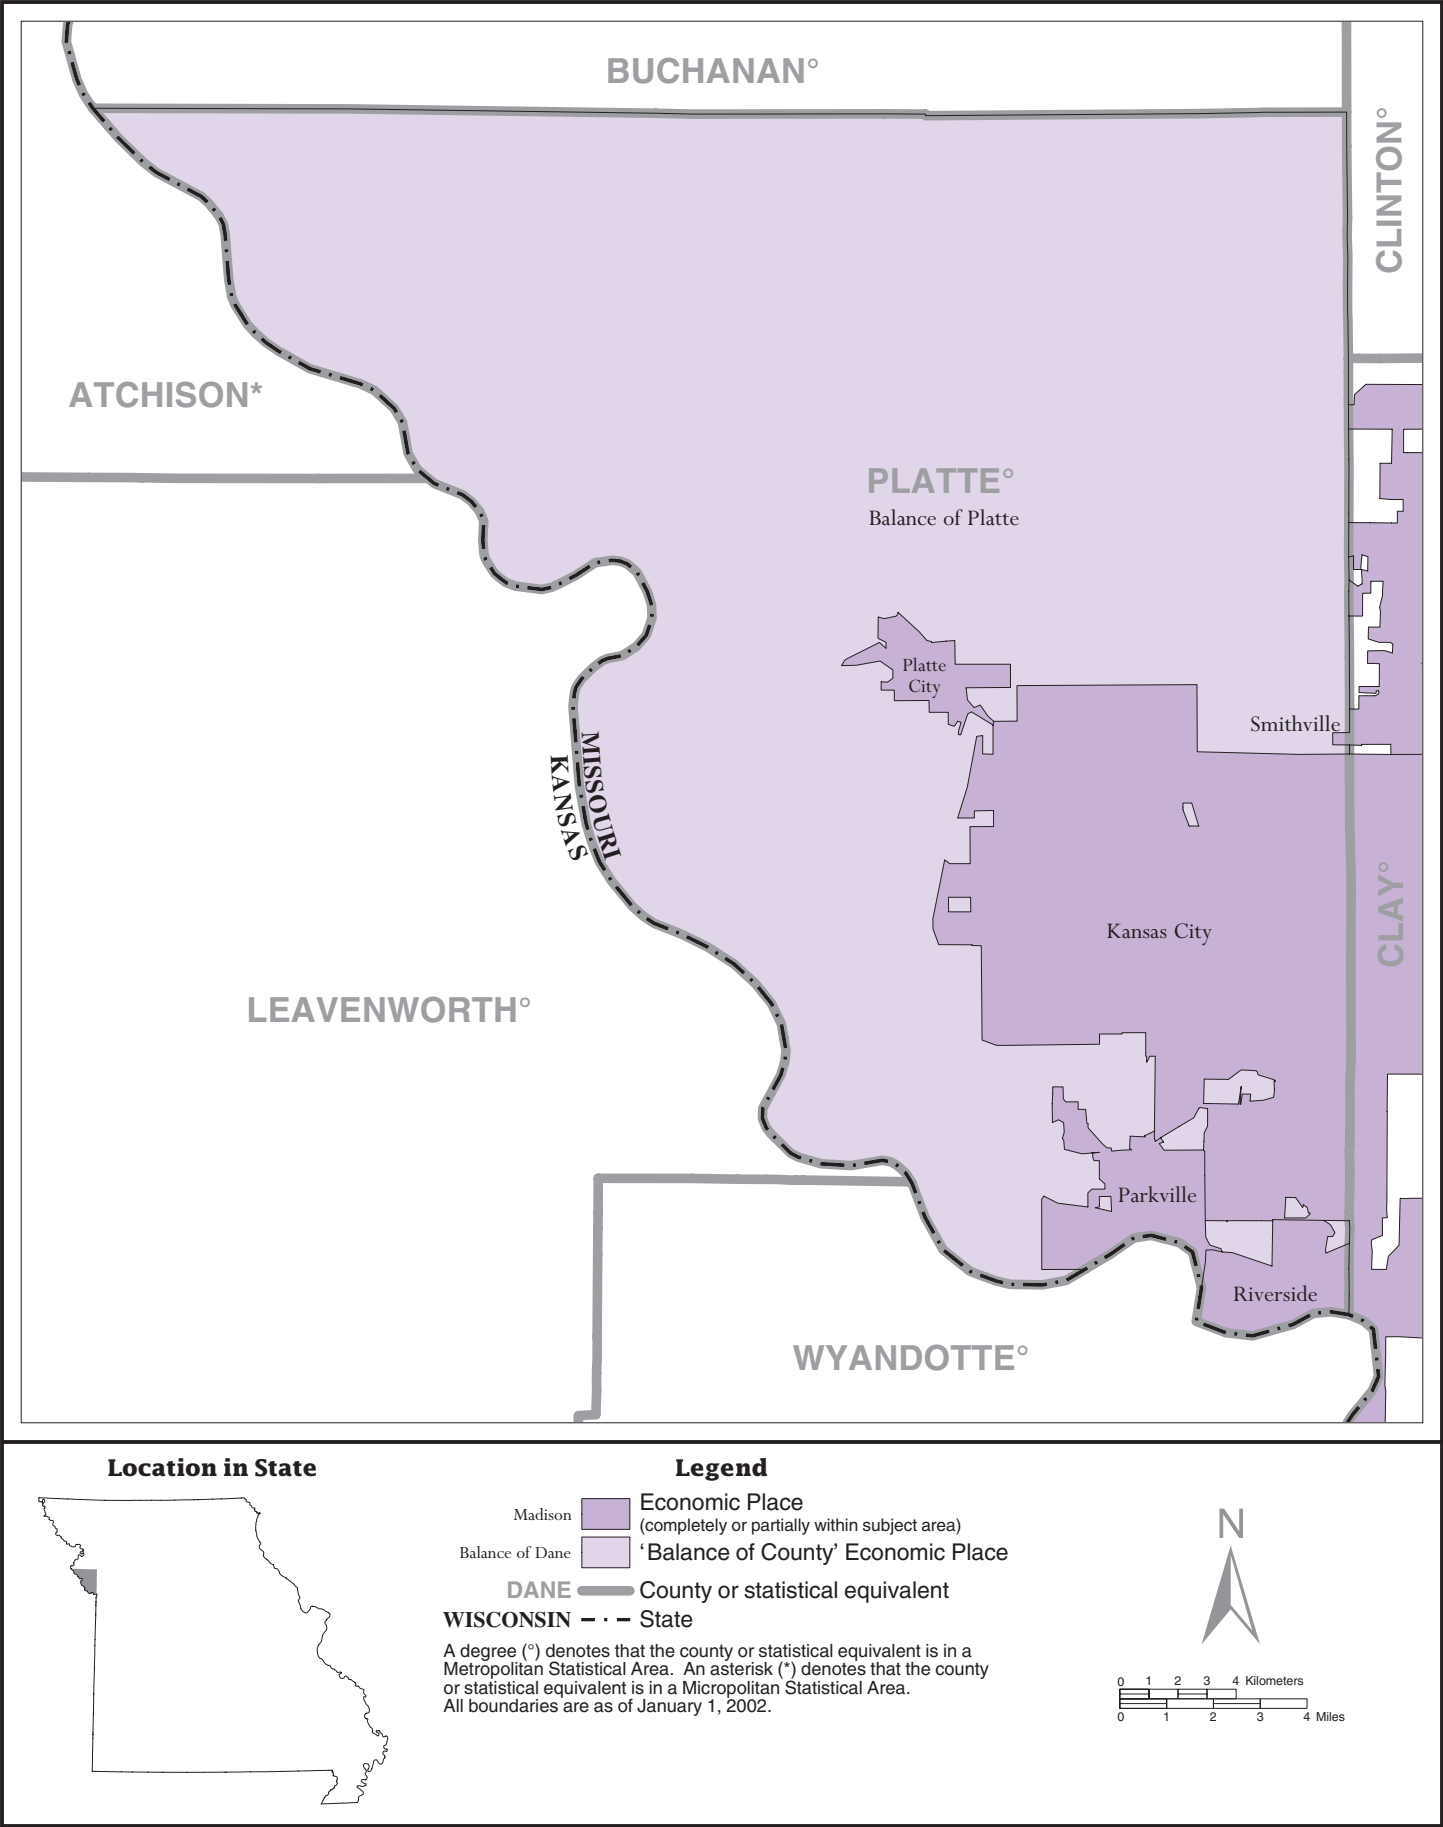 BUCHANAN°
CLINTON°
ATCHISON*
PLATTE°
Balance of Platte
Platte
City
Smithville
MISSOURI
KANSAS
Kansas City
CLAY°
LEAVENWORTH°
Parkville
Riverside
WYANDOTTE°
Location in State
Legend
Madison
Economic Place
(completely or partially within subject area)
Balance of Dane
‘Balance of County’ Economic Place
DANE
County or statistical equivalent
WISCONSIN
State
A degree (°) denotes that the county or statistical equivalent is in a
Metropolitan Statistical Area.  An asterisk (*) denotes that the county
or statistical equivalent is in a Micropolitan Statistical Area.
All boundaries are as of January 1, 2002.
N
0 1 2 3 4 Kilometers
0 1 2 3 4 Miles